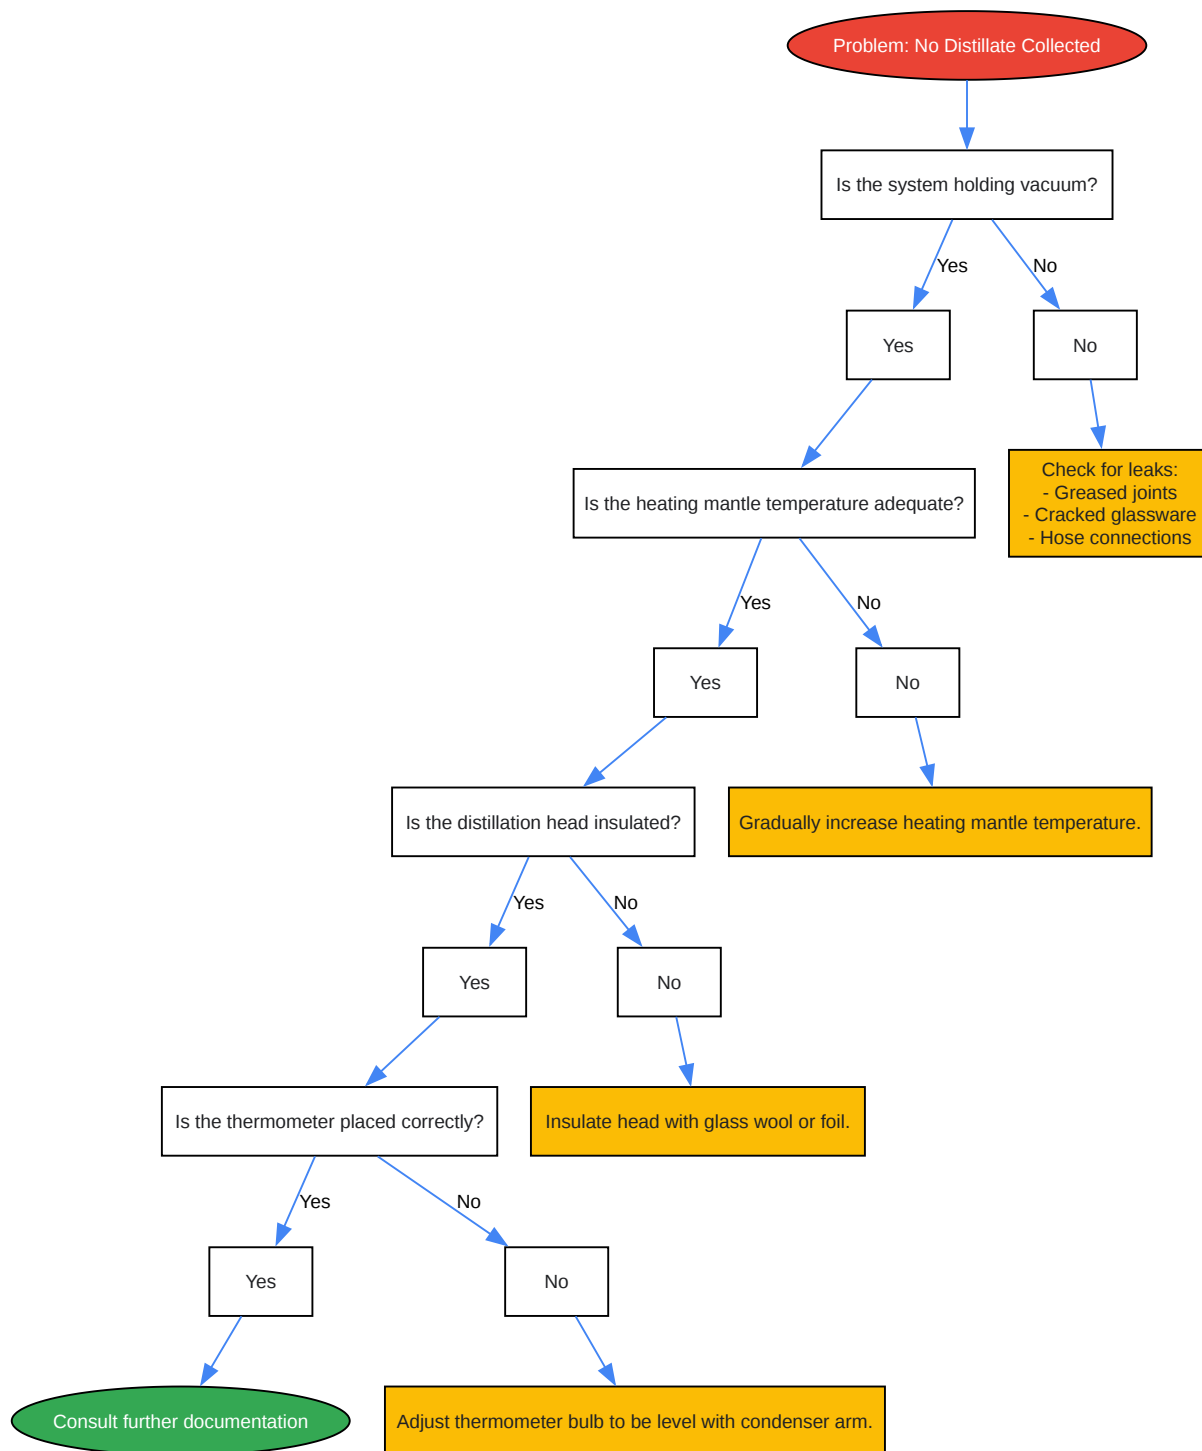 Problem: No Distillate Collected
Is the system holding vacuum?
Yes
No
Yes
No
Check for leaks:
- Greased joints
- Cracked glassware
- Hose connections
Is the heating mantle temperature adequate?
Yes
No
Yes
No
Is the distillation head insulated?
Gradually increase heating mantle temperature.
Yes
No
Yes
No
Is the thermometer placed correctly?
Insulate head with glass wool or foil.
Yes
No
Yes
No
Consult further documentation
Adjust thermometer bulb to be level with condenser arm.